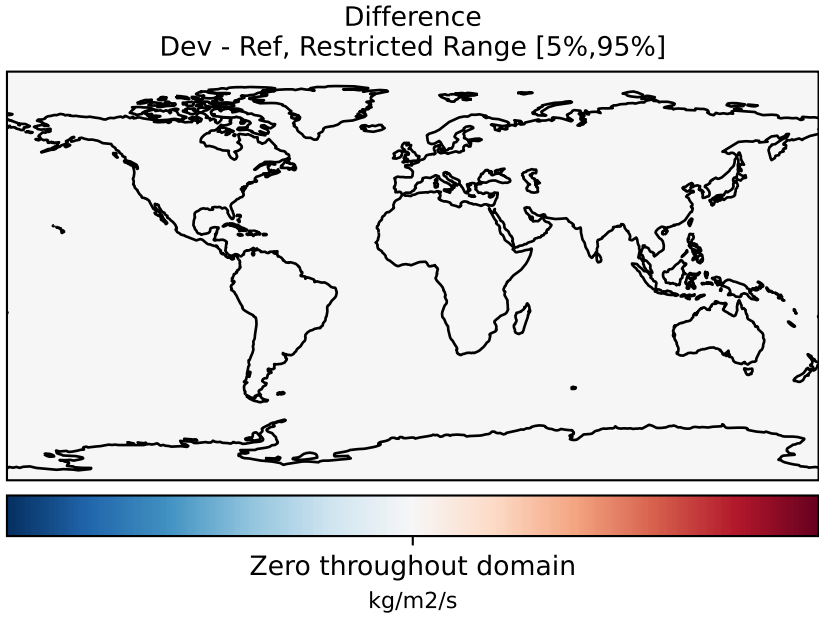 Difference
Dev - Ref, Restricted Range [5%,95%]
Zero throughout domain
kg/m2/s